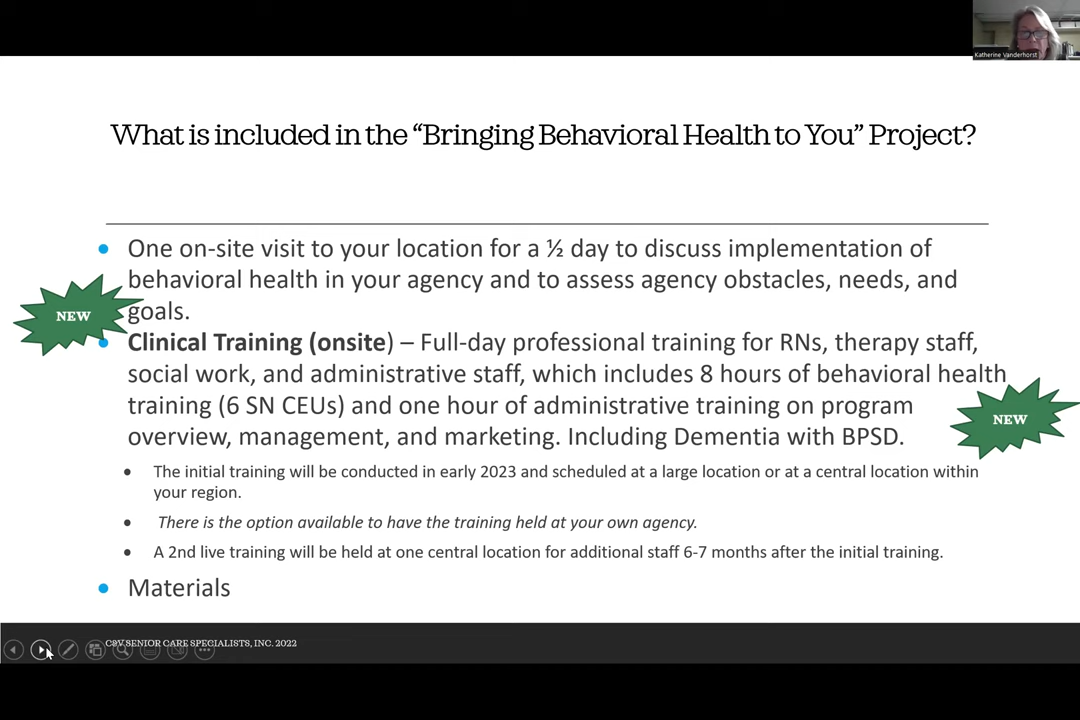 Katherine Vanderhorst
What is included in the “Bringing Behavioral Health to You” Project?
• One on-site visit to your location for a ½ day to discuss implementation of
behavioral health in your agency and to assess agency obstacles, needs, and
goals.
NEW
• Clinical Training (onsite) – Full-day professional training for RNs, therapy staff,
social work, and administrative staff, which includes 8 hours of behavioral health
training (6 SN CEUs) and one hour of administrative training on program
NEW
overview, management, and marketing. Including Dementia with BPSD.
• The initial training will be conducted in early 2023 and scheduled at a large location or at a central location within
your region.
• There is the option available to have the training held at your own agency.
• A 2nd live training will be held at one central location for additional staff 6-7 months after the initial training.
• Materials
C&V SENIOR CARE SPECIALISTS, INC. 2022